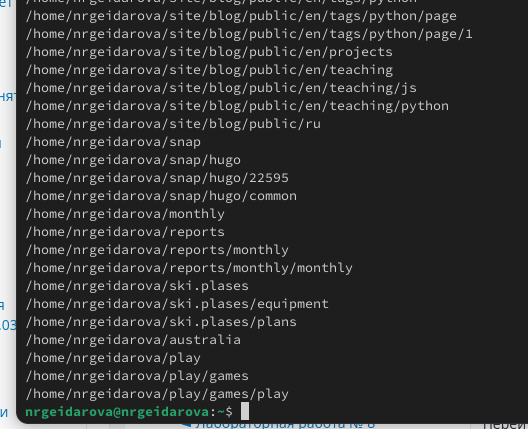 /home/nrgeidarova/site/blog/public/en/tags/python
/home/nrgeidarova/site/blog/public/en/tags/python/page
/home/nrgeidarova/site/blog/public/en/tags/python/page/1
/home/nrgeidarova/site/blog/public/en/projects
/home/nrgeidarova/site/blog/public/en/teaching
/home/nrgeidarova/site/blog/public/en/teaching/js
/home/nrgeidarova/site/blog/public/en/teaching/python
/home/nrgeidarova/site/blog/public/ru
/home/nrgeidarova/snap
/home/nrgeidarova/snap/hugo
/home/nrgeidarova/snap/hugo/22595
/home/nrgeidarova/snap/hugo/common
/home/nrgeidarova/monthly
/home/nrgeidarova/reports
/home/nrgeidarova/reports/monthly
/home/nrgeidarova/reports/monthly/monthly
/home/nrgeidarova/ski.plases
/home/nrgeidarova/ski.plases/equipment
/home/nrgeidarova/ski.plases/plans
/home/nrgeidarova/australia
/home/nrgeidarova/play
/home/nrgeidarova/play/games
/home/nrgeidarova/play/games/play
nrgeidarova@nrgeidarova:~$
Лабораторная работа №